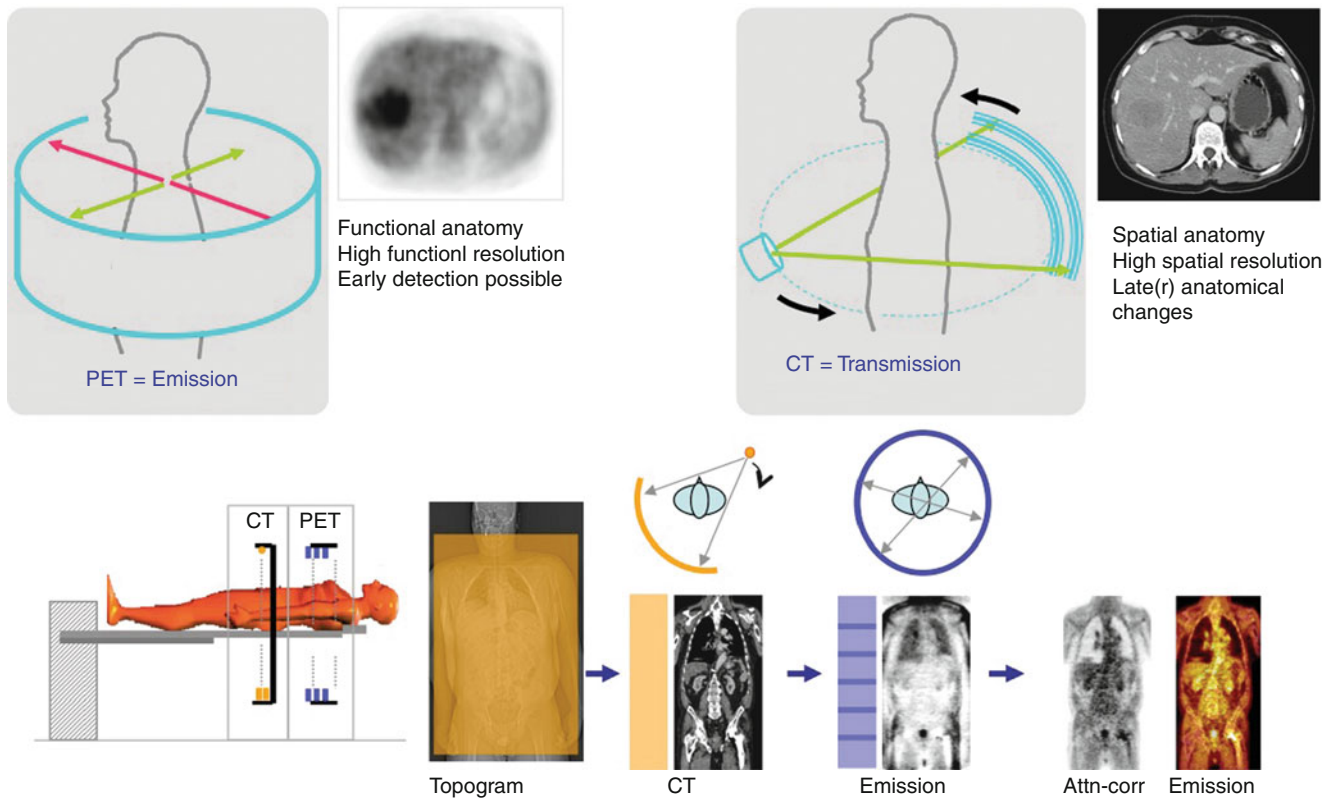 Functional anatomy
High functionl resolution
Early detection possible
PET = Emission
Spatial anatomy
High spatial resolution
Late(r) anatomical
changes
CT = Transmission
CT PET
Topogram
CT
Emission
Attn-corr
Emission